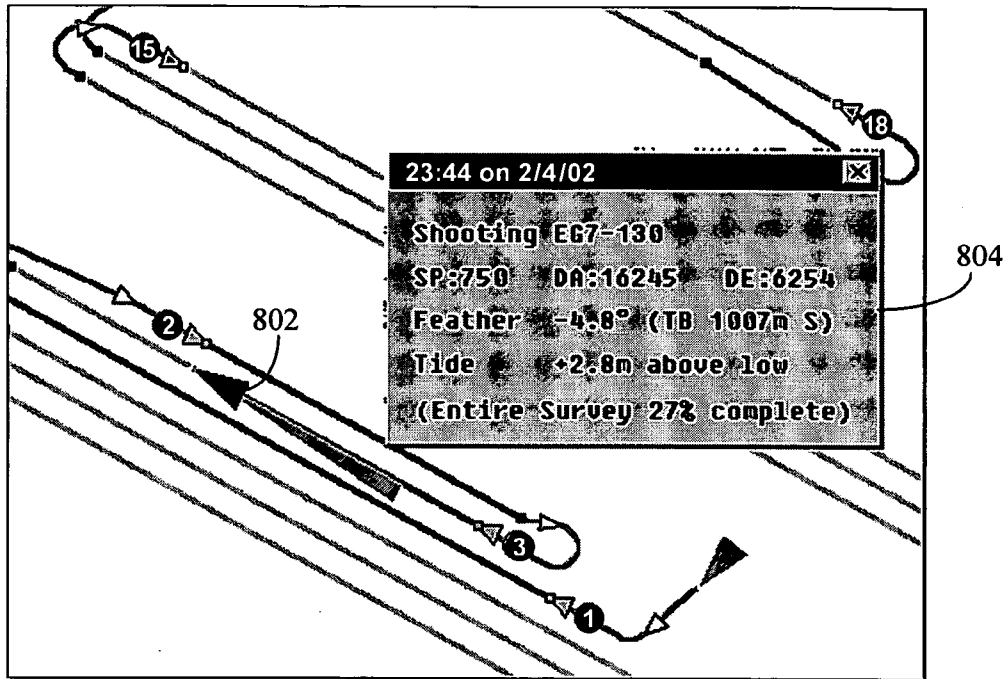 15
18
23:44 on 2/4/02
Shooting EG7-130
SP:750 DA:16245 DE:6254
Feather -4.8° (TB 1007m S)
Tide +2.8m above low
(Entire Survey 27% complete)
804
2
802
3
1